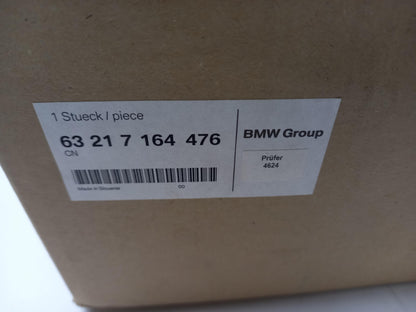 1 Stueck / piece
63 21 7 164 476
CN
Made in Slovenia
00
BMW Group
Prüfer
4624